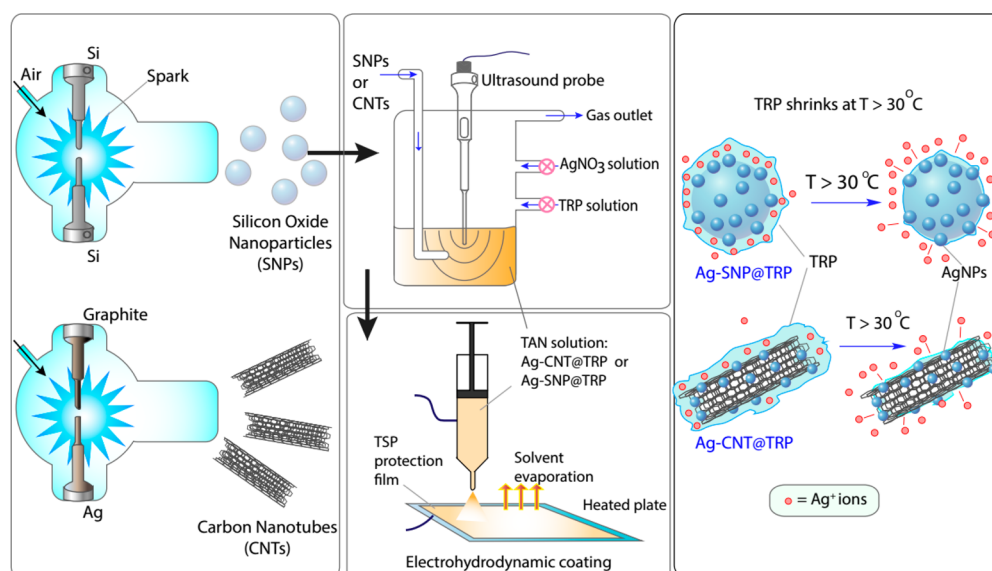 Si
Air
Spark
Si
Silicon Oxide
Nanoparticles
(SNPs)
Graphite
Ag
Carbon Nanotubes
(CNTs)
SNPs
or
CNTs
Ultrasound probe
Gas outlet
AgNO3 solution
TRP solution
TAN solution:
Ag-CNT@TRP or
Ag-SNP@TRP
TSP
protection
film
Solvent
evaporation
Heated plate
Electrohydrodynamic coating
TRP shrinks at T > 30 °C
T > 30 °C
Ag-SNP@TRP
TRP
AgNPs
T > 30 °C
Ag-CNT@TRP
= Ag+ ions